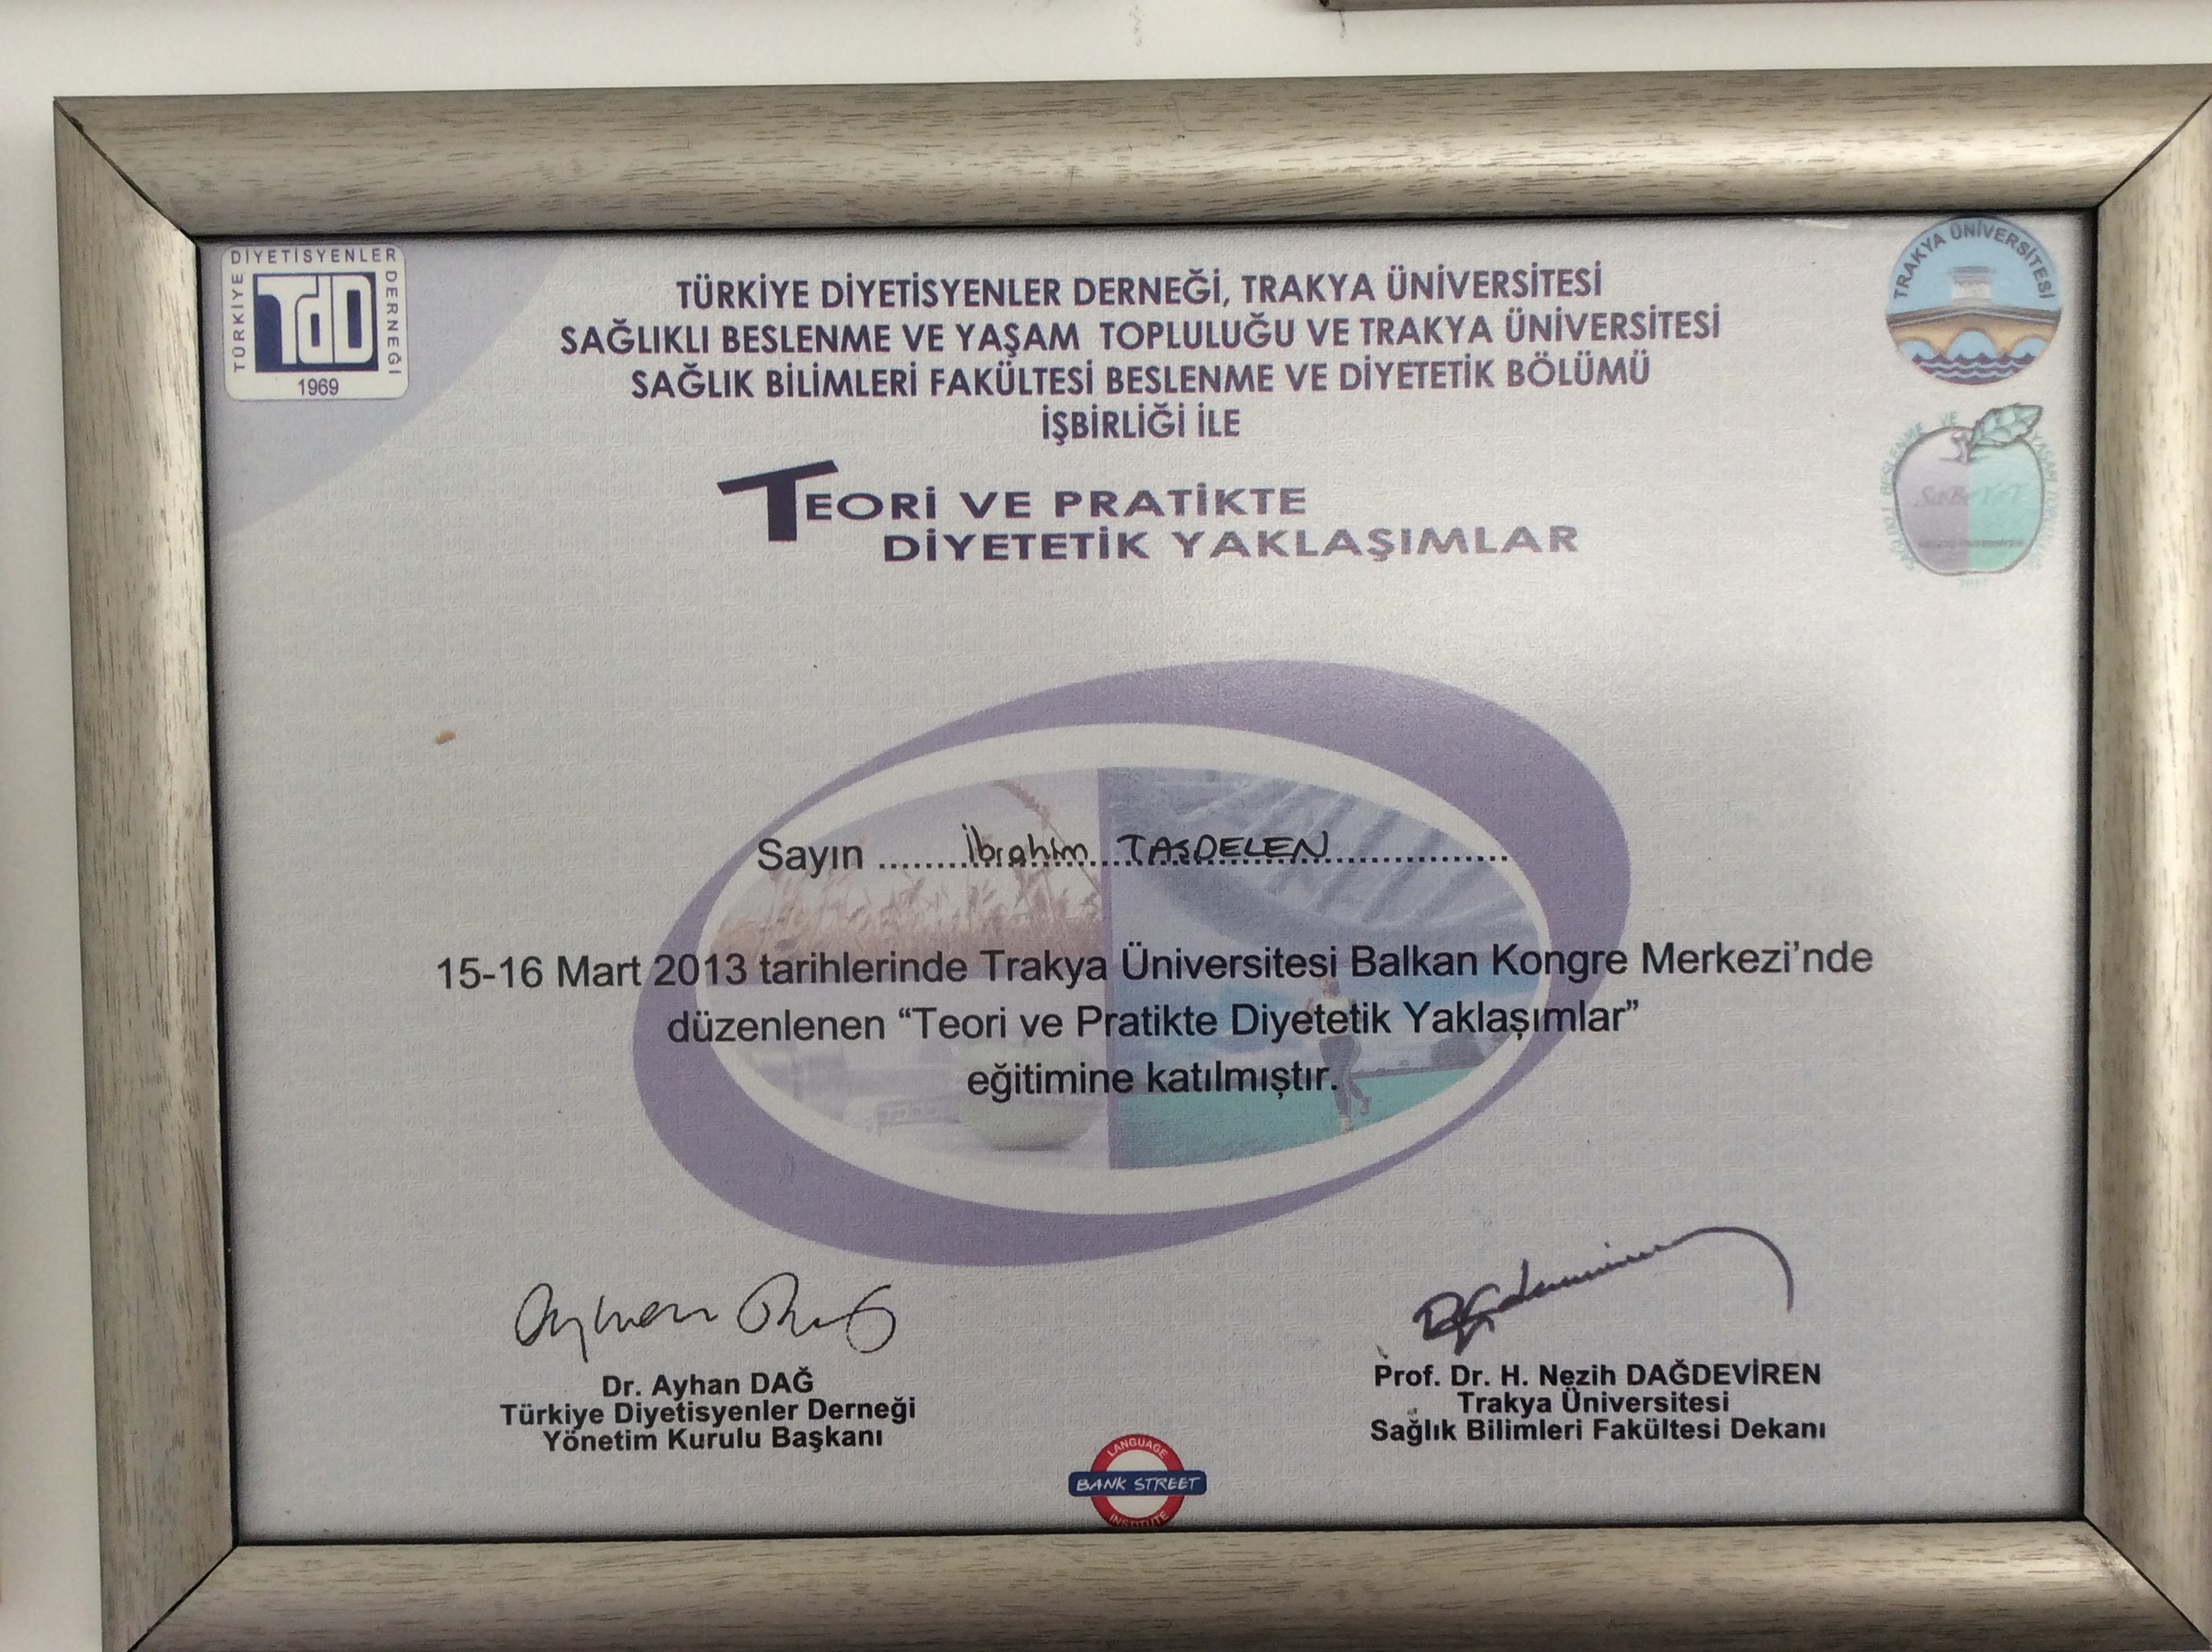 TÜRKİYE DİYETİSYENLER DERNEĞİ
TdD
1969
TRAKYA ÜNİVERSİTESİ
TÜRKİYE DİYETİSYENLER DERNEĞİ, TRAKYA ÜNİVERSİTESİ
SAĞLIKLI BESLENME VE YAŞAM TOPLULUĞU VE TRAKYA ÜNİVERSİTESİ
SAĞLIK BİLİMLERİ FAKÜLTESİ BESLENME VE DİYETETİK BÖLÜMÜ
İŞBİRLİĞİ İLE
TEORİ VE PRATİKTE
DİYETETİK YAKLAŞIMLAR
Sayın ........İbrahim TAŞDELEN....................
15-16 Mart 2013 tarihlerinde Trakya Üniversitesi Balkan Kongre Merkezi’nde
düzenlenen “Teori ve Pratikte Diyetetik Yaklaşımlar”
eğitimine katılmıştır.
Dr. Ayhan DAĞ
Türkiye Diyetisyenler Derneği
Yönetim Kurulu Başkanı
Prof. Dr. H. Nezih DAĞDEVİREN
Trakya Üniversitesi
Sağlık Bilimleri Fakültesi Dekanı
LANGUAGE
BANK STREET
INSTITUTE